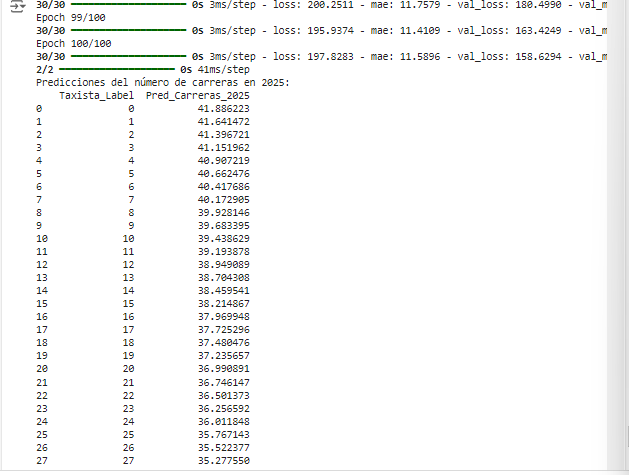 30/30 ━━━━━━━━━━━━━━━━━━━━ 0s 3ms/step - loss: 200.2511 - mae: 11.7579 - val_loss: 180.4990 - val_m
Epoch 99/100
30/30 ━━━━━━━━━━━━━━━━━━━━ 0s 3ms/step - loss: 195.9374 - mae: 11.4109 - val_loss: 163.4249 - val_m
Epoch 100/100
30/30 ━━━━━━━━━━━━━━━━━━━━ 0s 3ms/step - loss: 197.8283 - mae: 11.5896 - val_loss: 158.6294 - val_m
2/2 ━━━━━━━━━━━━━━━━━━━━ 0s 41ms/step
Predicciones del número de carreras en 2025:
Taxista_Label Pred_Carreras_2025
0 0 41.886223
1 1 41.641472
2 2 41.396721
3 3 41.151962
4 4 40.907219
5 5 40.662476
6 6 40.417686
7 7 40.172905
8 8 39.928146
9 9 39.683395
10 10 39.438629
11 11 39.193878
12 12 38.949089
13 13 38.704308
14 14 38.459541
15 15 38.214867
16 16 37.969948
17 17 37.725296
18 18 37.480476
19 19 37.235657
20 20 36.990891
21 21 36.746147
22 22 36.501373
23 23 36.256592
24 24 36.011848
25 25 35.767143
26 26 35.522377
27 27 35.277550